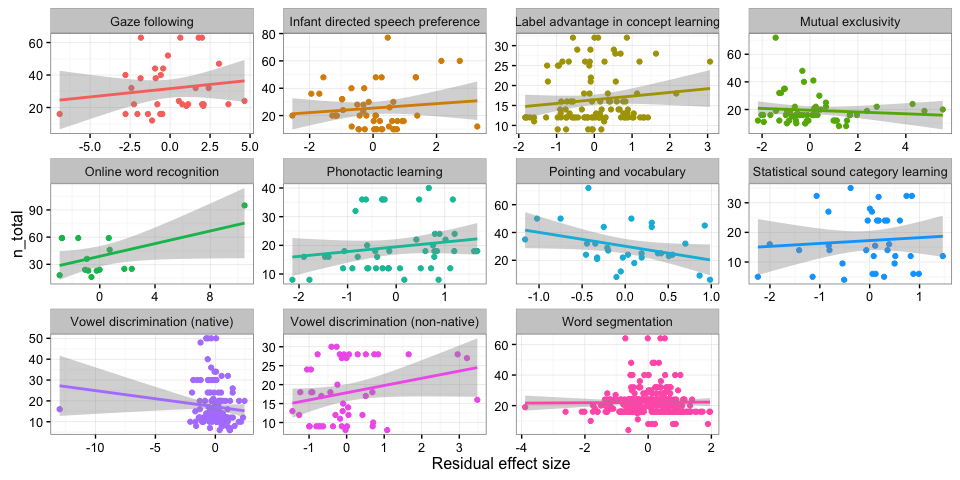 Gaze following Infant directed speech preference Label advantage in concept learning Mutual exclusivity
60 40 20 80 60 40 20 30 25 20 15 10 60 40 20
-5.0 -2.5 0.0 2.5 5.0 -2 0 2 -2 -1 0 1 2 3 -2 0 2 4
Online word recognition Phonotactic learning Pointing and vocabulary Statistical sound category learning
90 60 30 40 30 20 10 60 40 20 30 20 10
0 4 8 -2 -1 0 1 -1.0 -0.5 0.0 0.5 1.0 -2 -1 0 1
Vowel discrimination (native) Vowel discrimination (non-native) Word segmentation
50 40 30 20 10 30 25 20 15 10 60 40 20
-10 -5 0 -1 0 1 2 3 -4 -2 0 2
n_total
Residual effect size